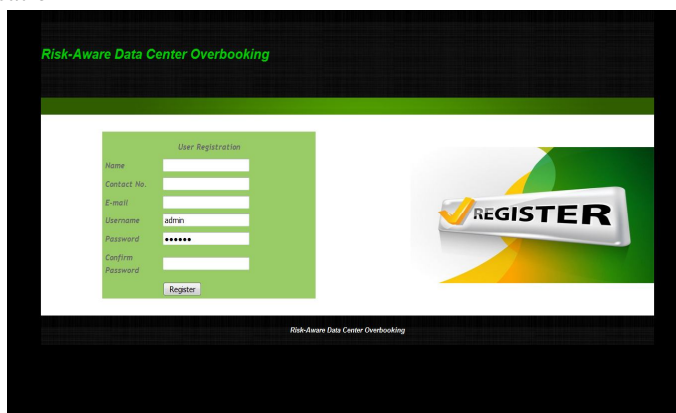 Risk-Aware Data Center Overbooking
User Registration
Name
Contact No.
E-mail
Username admin
Password ••••••
Confirm
Password
Register
REGISTER
Risk-Aware Data Center Overbooking